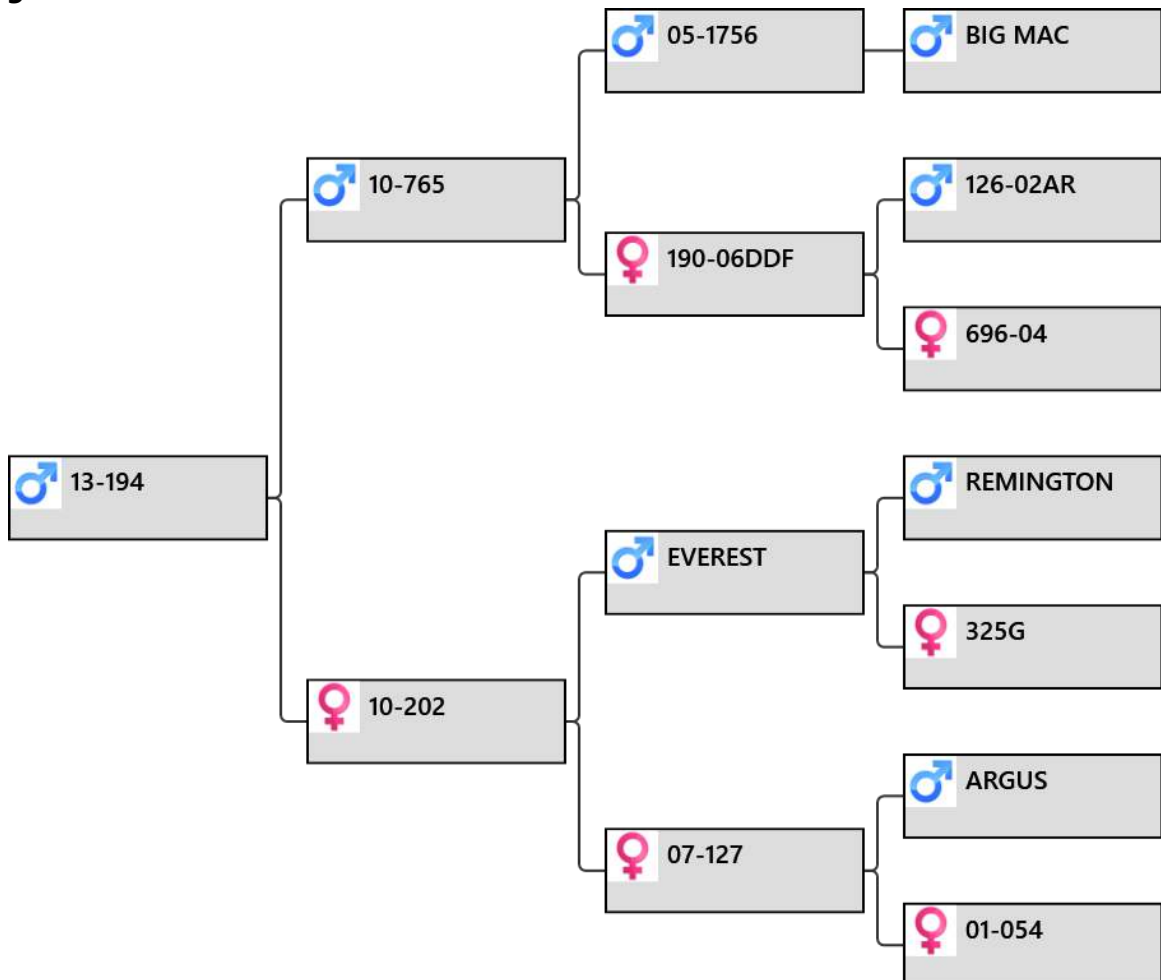 05-1756
BIG MAC
10-765
126-02AR
190-06DDF
696-04
13-194
REMINGTON
EVEREST
325G
10-202
ARGUS
07-127
01-054